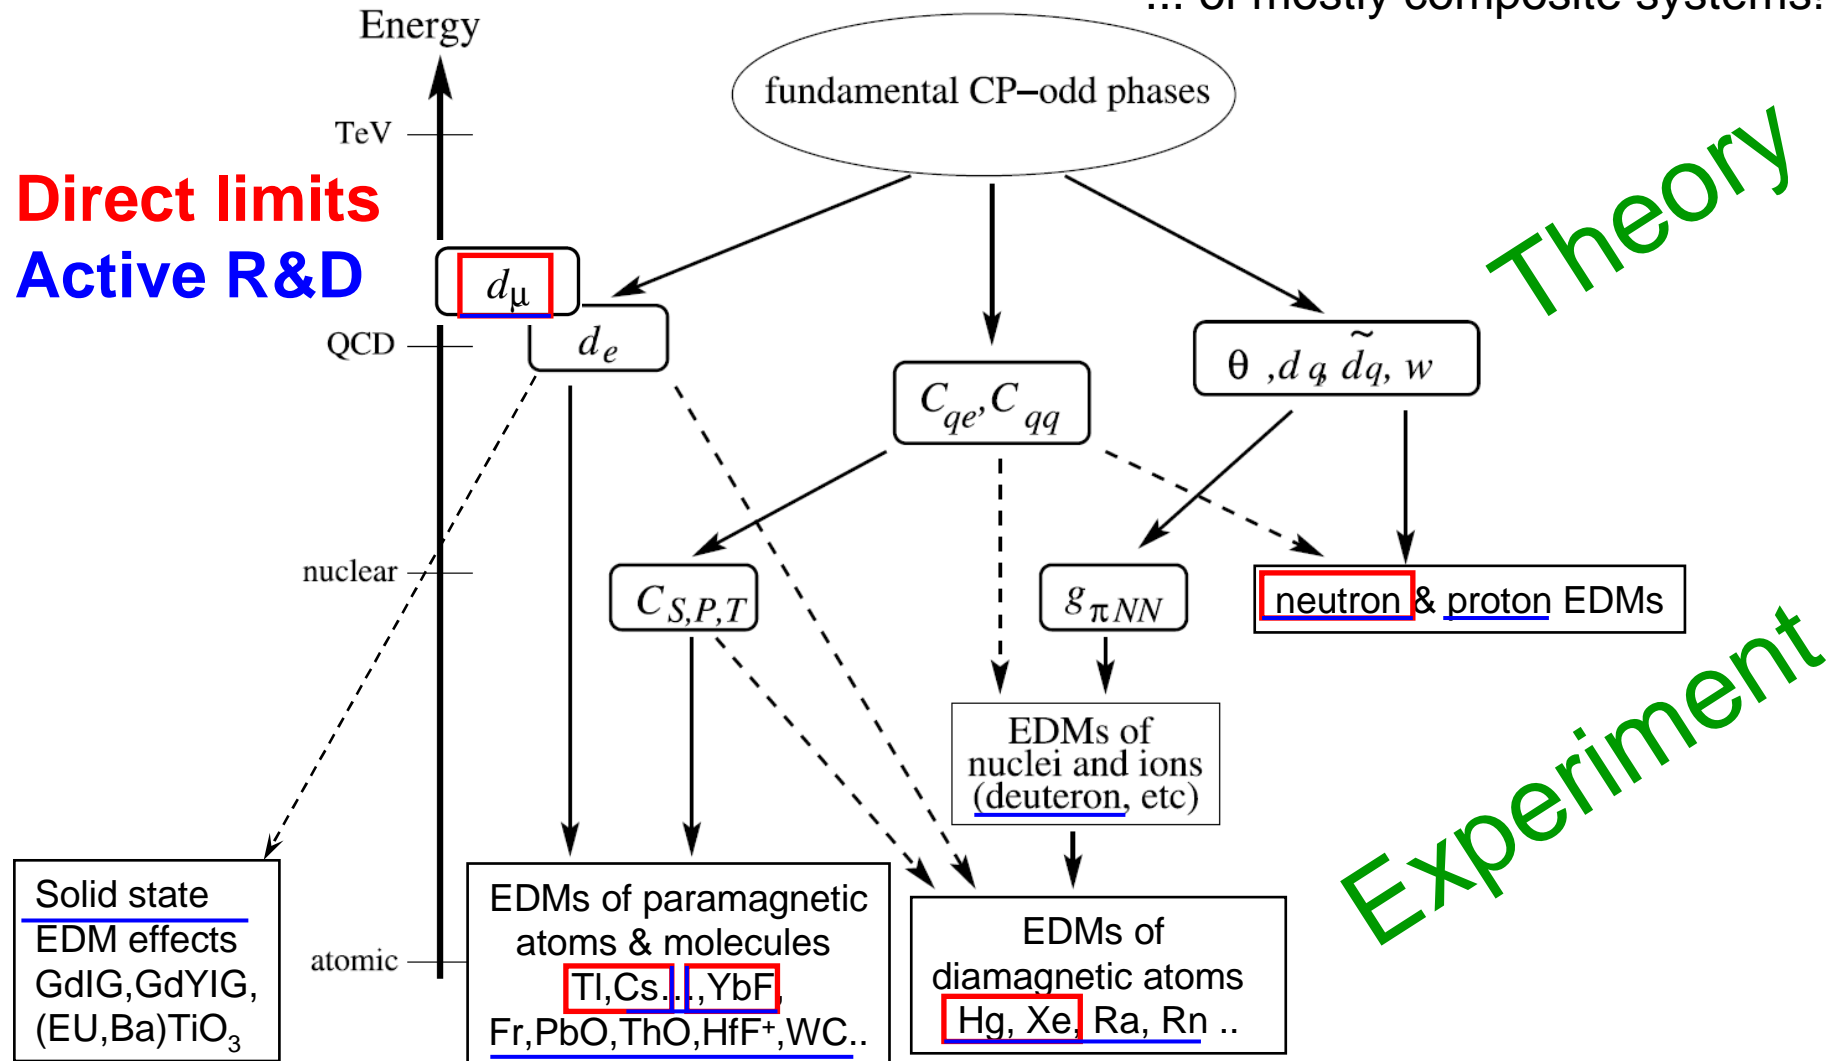 ... of mostly composite systems!
Energy
fundamental CP−odd phases
TeV
Theory
Direct limits
Active R&D
dμ
QCD
de
θ ,dq, d̃q, w
Cqe, Cqq
nuclear
CS,P,T
gπNN
neutron & proton EDMs
Experiment
EDMs of
nuclei and ions
(deuteron, etc)
Solid state
EDM effects
GdIG,GdYIG,
(EU,Ba)TiO₃
atomic
EDMs of paramagnetic
atoms & molecules
Tl,Cs...,YbF,
Fr,PbO,ThO,HfF⁺,WC..
EDMs of
diamagnetic atoms
Hg, Xe, Ra, Rn ..